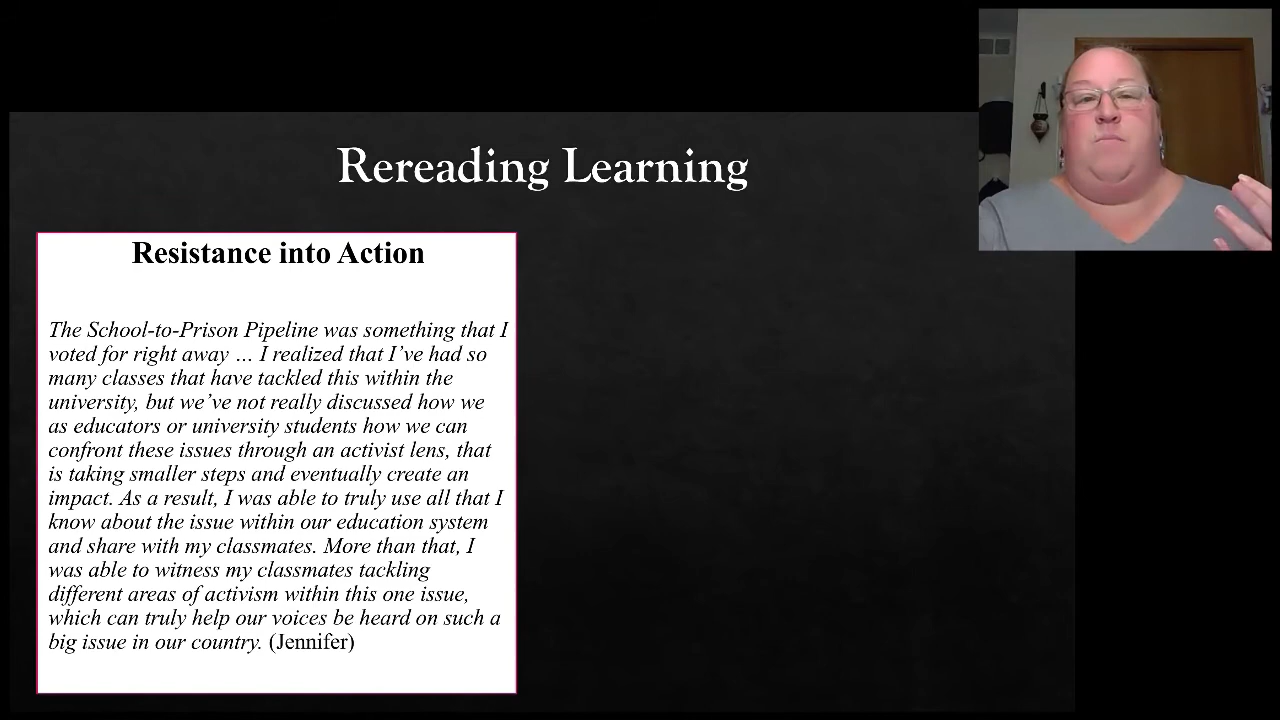 Rereading Learning
Resistance into Action
The School-to-Prison Pipeline was something that I
voted for right away … I realized that I’ve had so
many classes that have tackled this within the
university, but we’ve not really discussed how we
as educators or university students how we can
confront these issues through an activist lens, that
is taking smaller steps and eventually create an
impact. As a result, I was able to truly use all that I
know about the issue within our education system
and share with my classmates. More than that, I
was able to witness my classmates tackling
different areas of activism within this one issue,
which can truly help our voices be heard on such a
big issue in our country. (Jennifer)